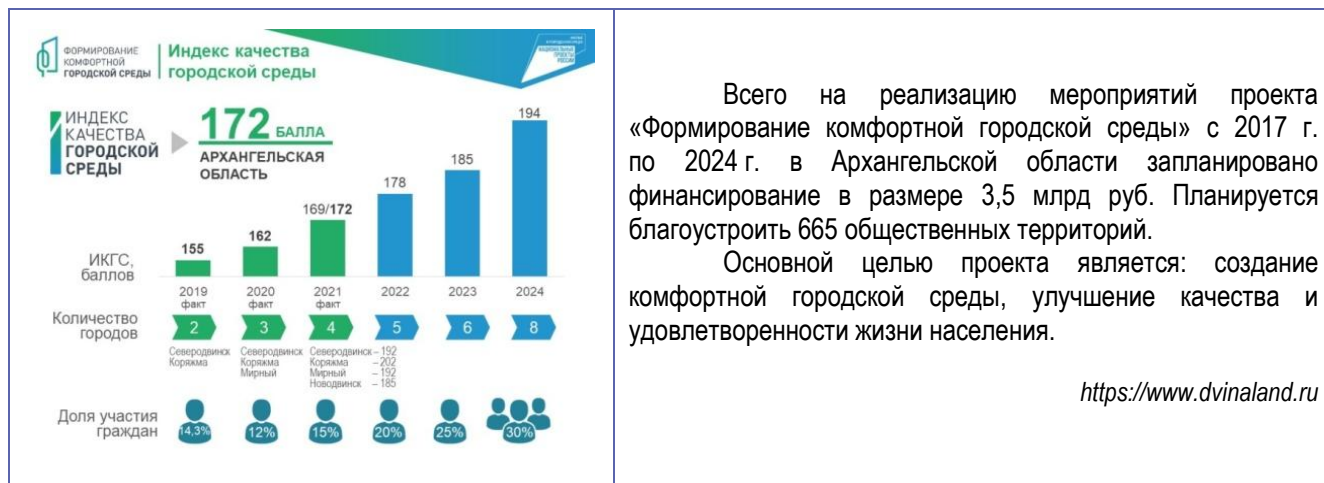 ФОРМИРОВАНИЕ
КОМФОРТНОЙ
ГОРОДСКОЙ СРЕДЫ
Индекс качества
городской среды
НАЦИОНАЛЬНЫЕ
ПРОЕКТЫ
РОССИИ
ИНДЕКС
КАЧЕСТВА
ГОРОДСКОЙ
СРЕДЫ
172 БАЛЛА
АРХАНГЕЛЬСКАЯ
ОБЛАСТЬ
ИКГС,
баллов
155
162
169/172
178
185
194
2019
факт
2020
факт
2021
факт
2022
2023
2024
Количество
городов
2
3
4
5
6
8
Северодвинск
Коряжма
Северодвинск
Коряжма
Мирный
Северодвинск – 192
Коряжма – 202
Мирный – 192
Новодвинск – 185
Доля участия
граждан
14,3%
12%
15%
20%
25%
30%
Всего на реализацию мероприятий проекта
«Формирование комфортной городской среды» с 2017 г.
по 2024 г. в Архангельской области запланировано
финансирование в размере 3,5 млрд руб. Планируется
благоустроить 665 общественных территорий.
Основной целью проекта является: создание
комфортной городской среды, улучшение качества и
удовлетворенности жизни населения.
https://www.dvinaland.ru